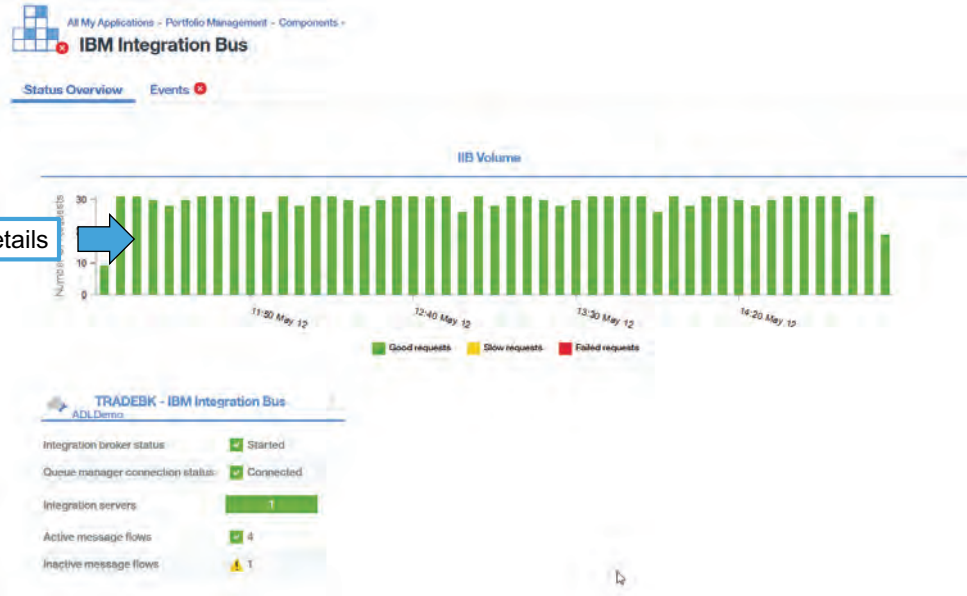 All My Applications - Portfolio Management - Components -
IBM Integration Bus
Status Overview Events
IIB Volume
30
10
0
etails
11:50 May 12
12:40 May 12
13:30 May 12
14:20 May 12
Good requests Slow requests Failed requests
TRADEBK - IBM Integration Bus
ADLDemo
Integration broker status Started
Queue manager connection status Connected
Integration servers 1
Active message flows 4
Inactive message flows 1